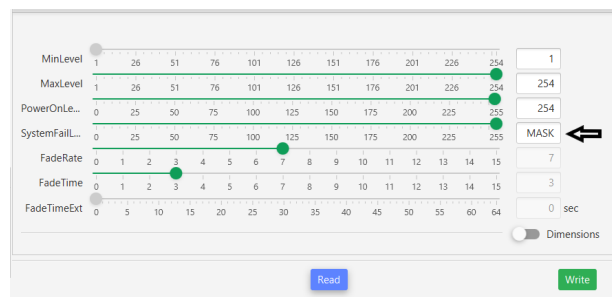 MinLevel 1 26 51 76 101 126 151 176 201 226 254 1
MaxLevel 1 26 51 76 101 126 151 176 201 226 254 254
PowerOnLe... 0 25 50 75 100 125 150 175 200 225 255 254
SystemFailL... 0 25 50 75 100 125 150 175 200 225 255 MASK
FadeRate 0 1 2 3 4 5 6 7 8 9 10 11 12 13 14 15 7
FadeTime 0 1 2 3 4 5 6 7 8 9 10 11 12 13 14 15 3
FadeTimeExt 0 5 10 15 20 25 30 35 40 45 50 55 60 64 0 sec
Dimensions
Read Write